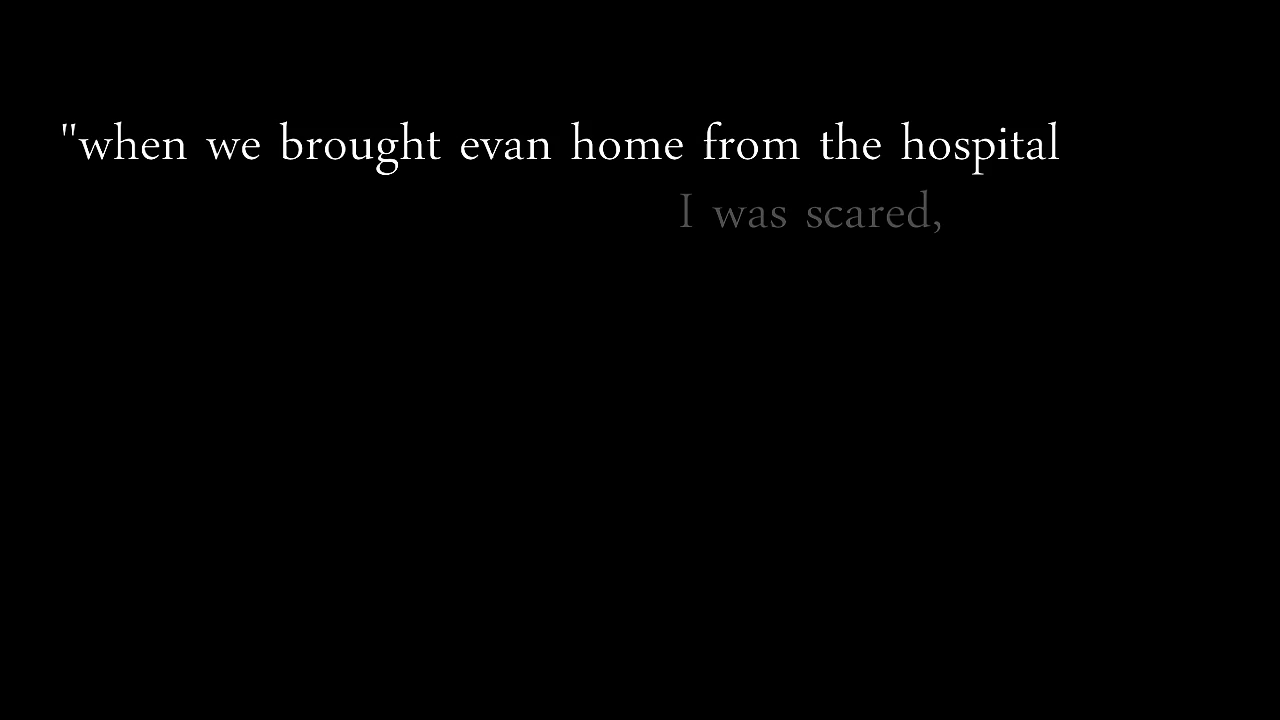 "when we brought evan home from the hospital
I was scared,